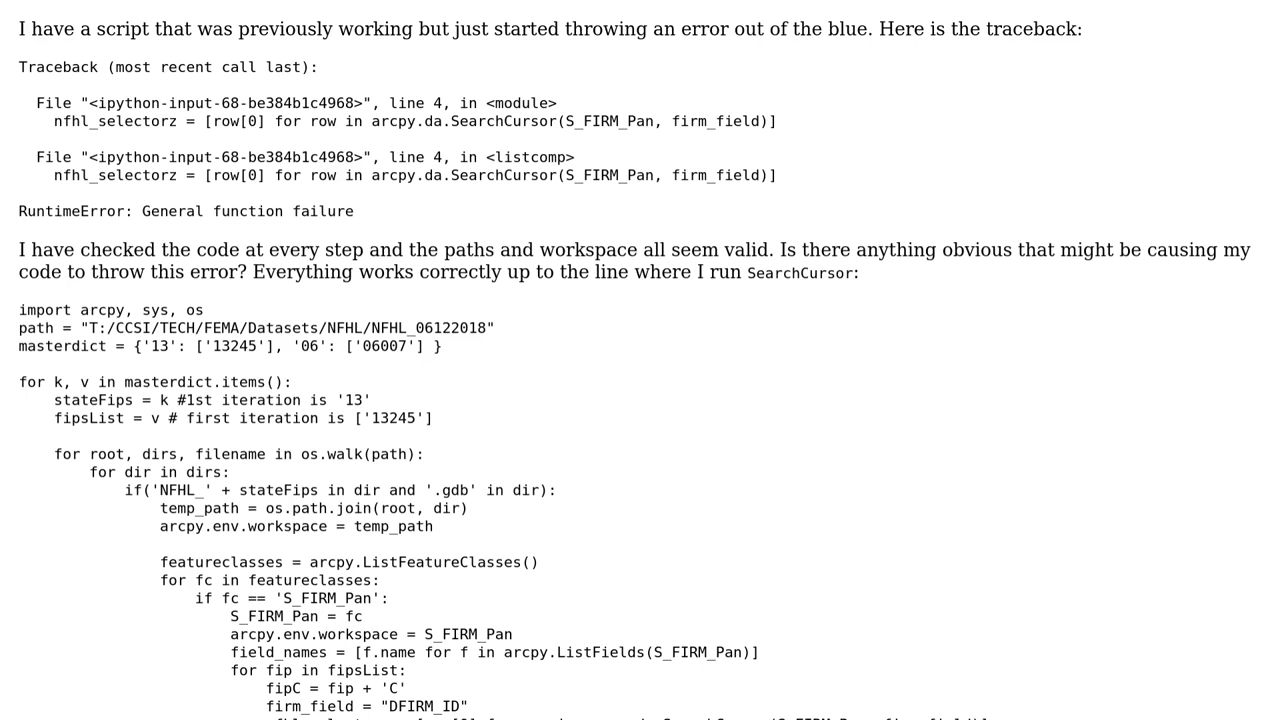 I have a script that was previously working but just started throwing an error out of the blue. Here is the traceback:
Traceback (most recent call last):
  File "<ipython-input-68-be384b1c4968>", line 4, in <module>
    nfhl_selectorz = [row[0] for row in arcpy.da.SearchCursor(S_FIRM_Pan, firm_field)]
  File "<ipython-input-68-be384b1c4968>", line 4, in <listcomp>
    nfhl_selectorz = [row[0] for row in arcpy.da.SearchCursor(S_FIRM_Pan, firm_field)]
RuntimeError: General function failure
I have checked the code at every step and the paths and workspace all seem valid. Is there anything obvious that might be causing my
code to throw this error? Everything works correctly up to the line where I run SearchCursor:
import arcpy, sys, os
path = "T:/CCSI/TECH/FEMA/Datasets/NFHL/NFHL_06122018"
masterdict = {'13': ['13245'], '06': ['06007'] }
for k, v in masterdict.items():
    stateFips = k #1st iteration is '13'
    fipsList = v # first iteration is ['13245']
    for root, dirs, filename in os.walk(path):
        for dir in dirs:
            if('NFHL_' + stateFips in dir and '.gdb' in dir):
                temp_path = os.path.join(root, dir)
                arcpy.env.workspace = temp_path
                featureclasses = arcpy.ListFeatureClasses()
                for fc in featureclasses:
                    if fc == 'S_FIRM_Pan':
                        S_FIRM_Pan = fc
                        arcpy.env.workspace = S_FIRM_Pan
                        field_names = [f.name for f in arcpy.ListFields(S_FIRM_Pan)]
                        for fip in fipsList:
                            fipC = fip + 'C'
                            firm_field = "DFIRM_ID"